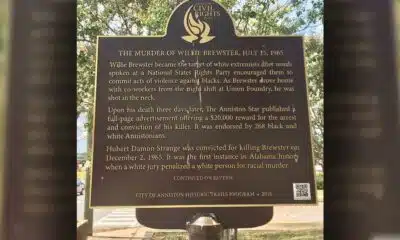 CIVIL
RIGHTS
THE MURDER OF WILLIE BREWSTER, JULY 15, 1965
Willie Brewster became the target of white extremists after words
spoken at a National States Rights Party encouraged them to
commit acts of violence against blacks. As Brewster drove home
with co-workers from the night shift at Union Foundry, he was
shot in the neck.
Upon his death three days later, The Anniston Star published a
full-page advertisement offering a $20,000 reward for the arrest
and conviction of his killer. It was endorsed by 268 black and
white Annistonians.
Hubert Damon Strange was convicted for killing Brewster on
December 2, 1965. It was the first instance in Alabama history
when a white jury penalized a white person for racial murder.
CONTINUED ON BACK
CITY OF ANNISTON HISTORIC TRAILS PROGRAM • 2016